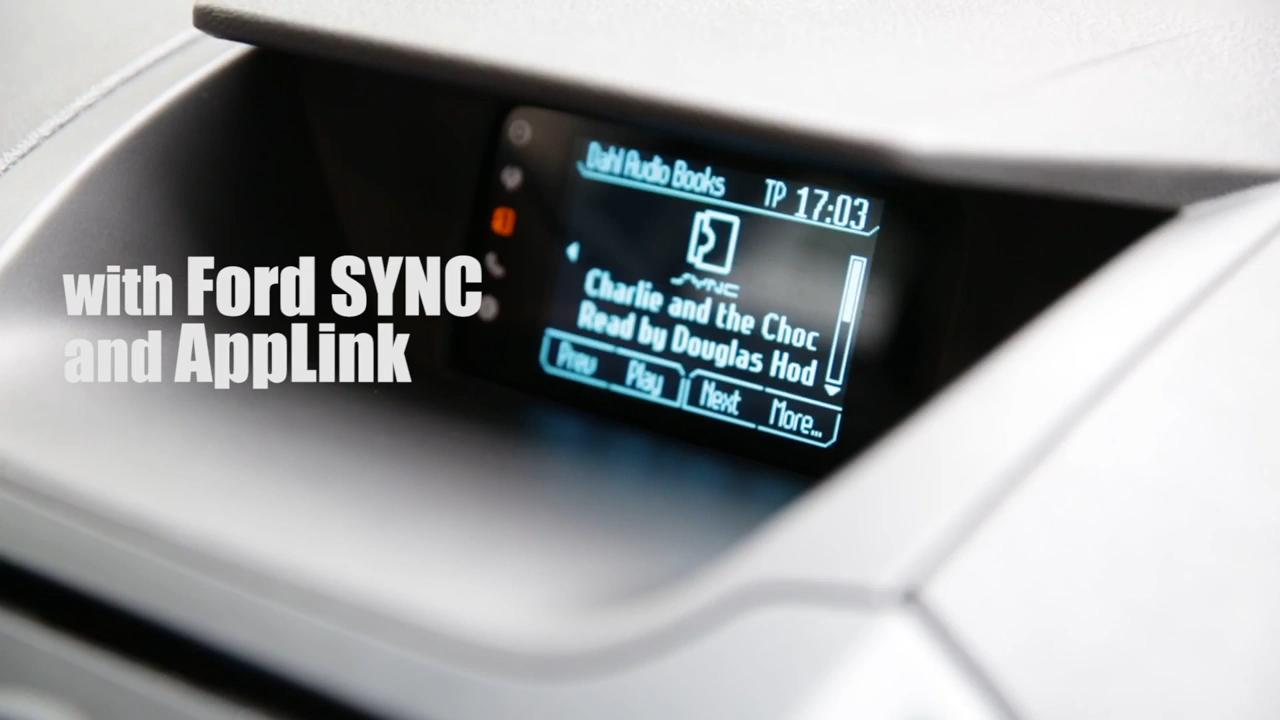 with Ford SYNC
and AppLink
Dahl Audio Books TP 17:03
SYNC
Charlie and the Choc
Read by Douglas Hod
Prev Play Next More...